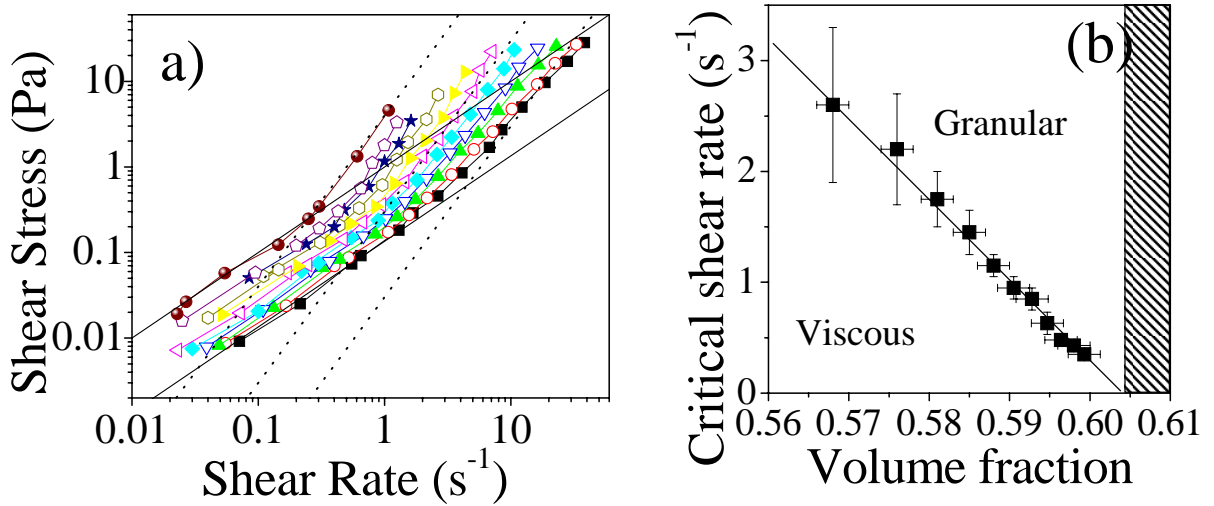 a)
Shear Stress (Pa)
10
1
0.1
0.01
0.01 0.1 1 10
Shear Rate (s⁻¹)
(b)
Critical shear rate (s⁻¹)
3
2
1
0
Granular
Viscous
0.56 0.57 0.58 0.59 0.60 0.61
Volume fraction